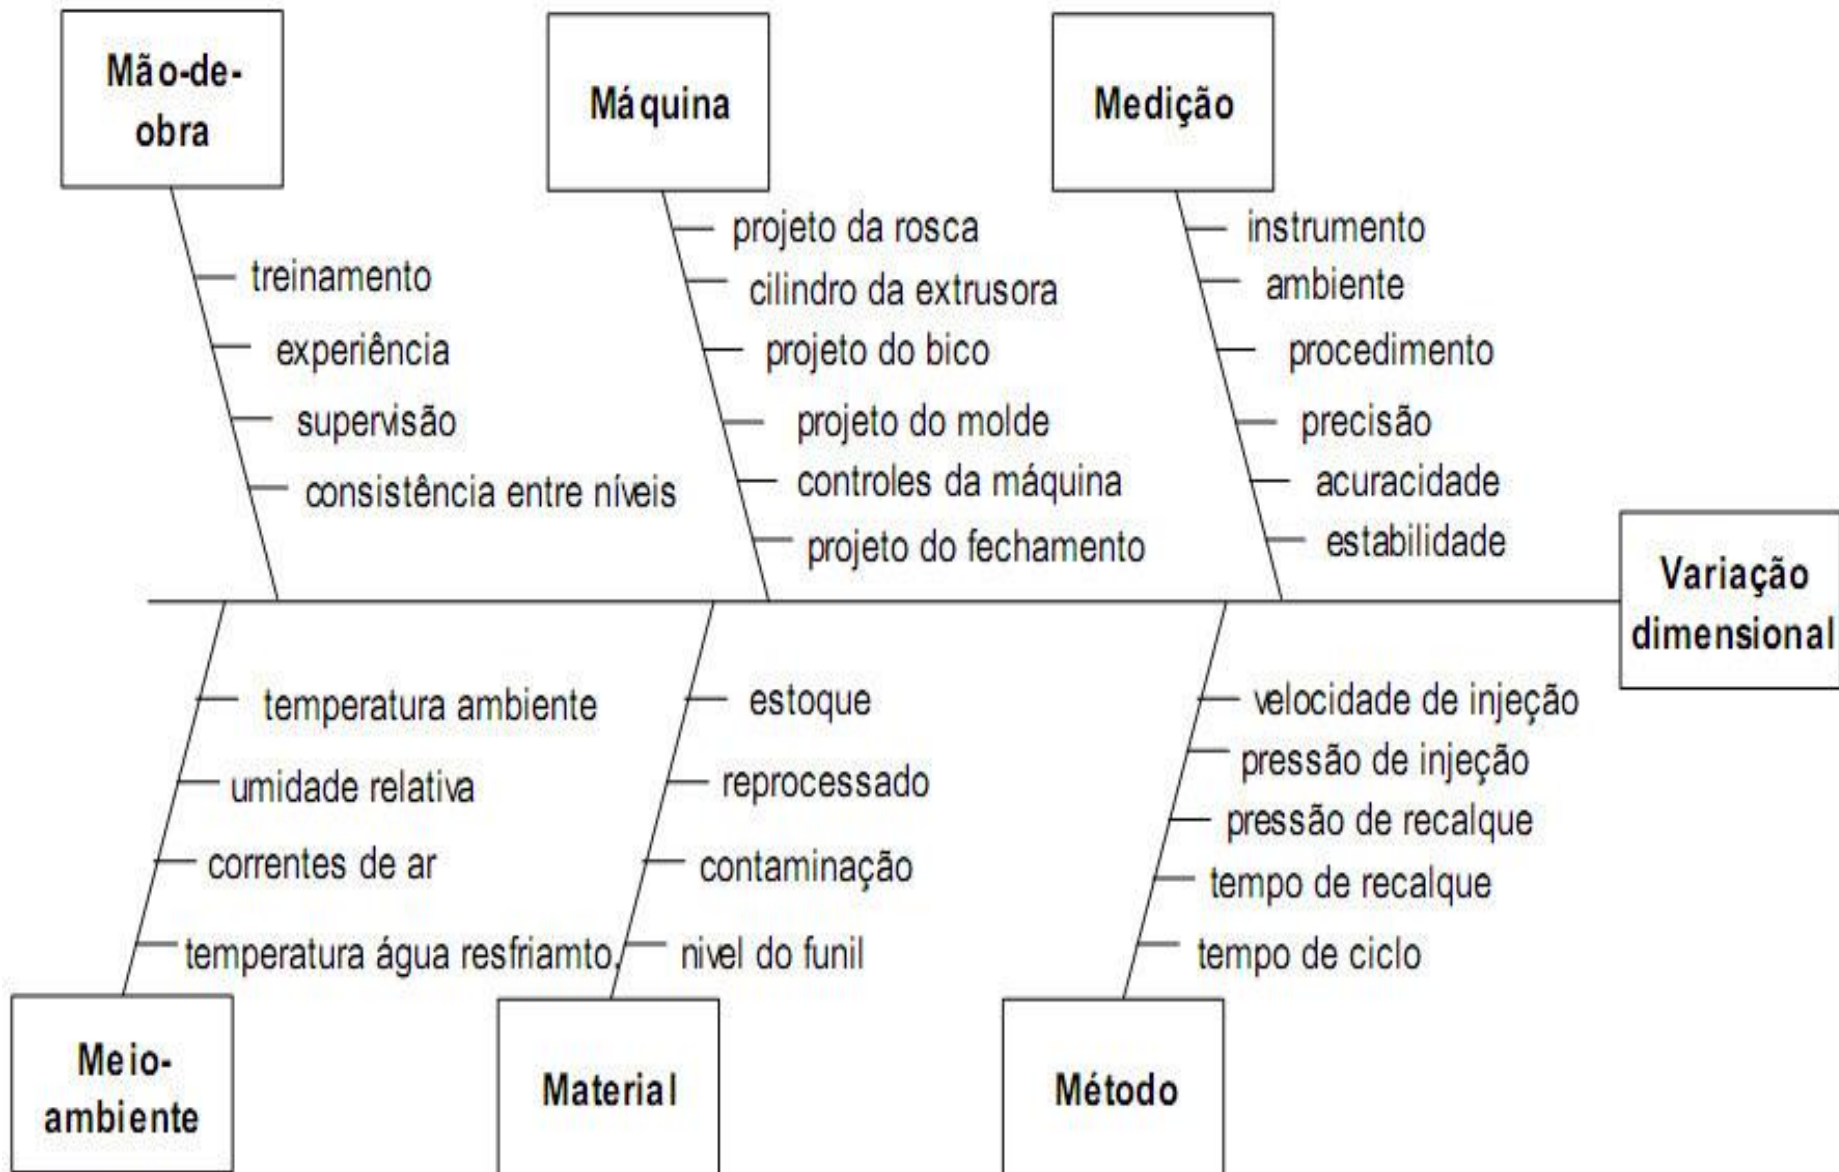 Mão-de-
obra
Máquina
Medição
treinamento
experiência
supervisão
consistência entre níveis
projeto da rosca
cilindro da extrusora
projeto do bico
projeto do molde
controles da máquina
projeto do fechamento
instrumento
ambiente
procedimento
precisão
acuracidade
estabilidade
Variação
dimensional
temperatura ambiente
umidade relativa
correntes de ar
temperatura água resfriamto.
estoque
reprocessado
contaminação
nivel do funil
velocidade de injeção
pressão de injeção
pressão de recalque
tempo de recalque
tempo de ciclo
Meio-
ambiente
Material
Método